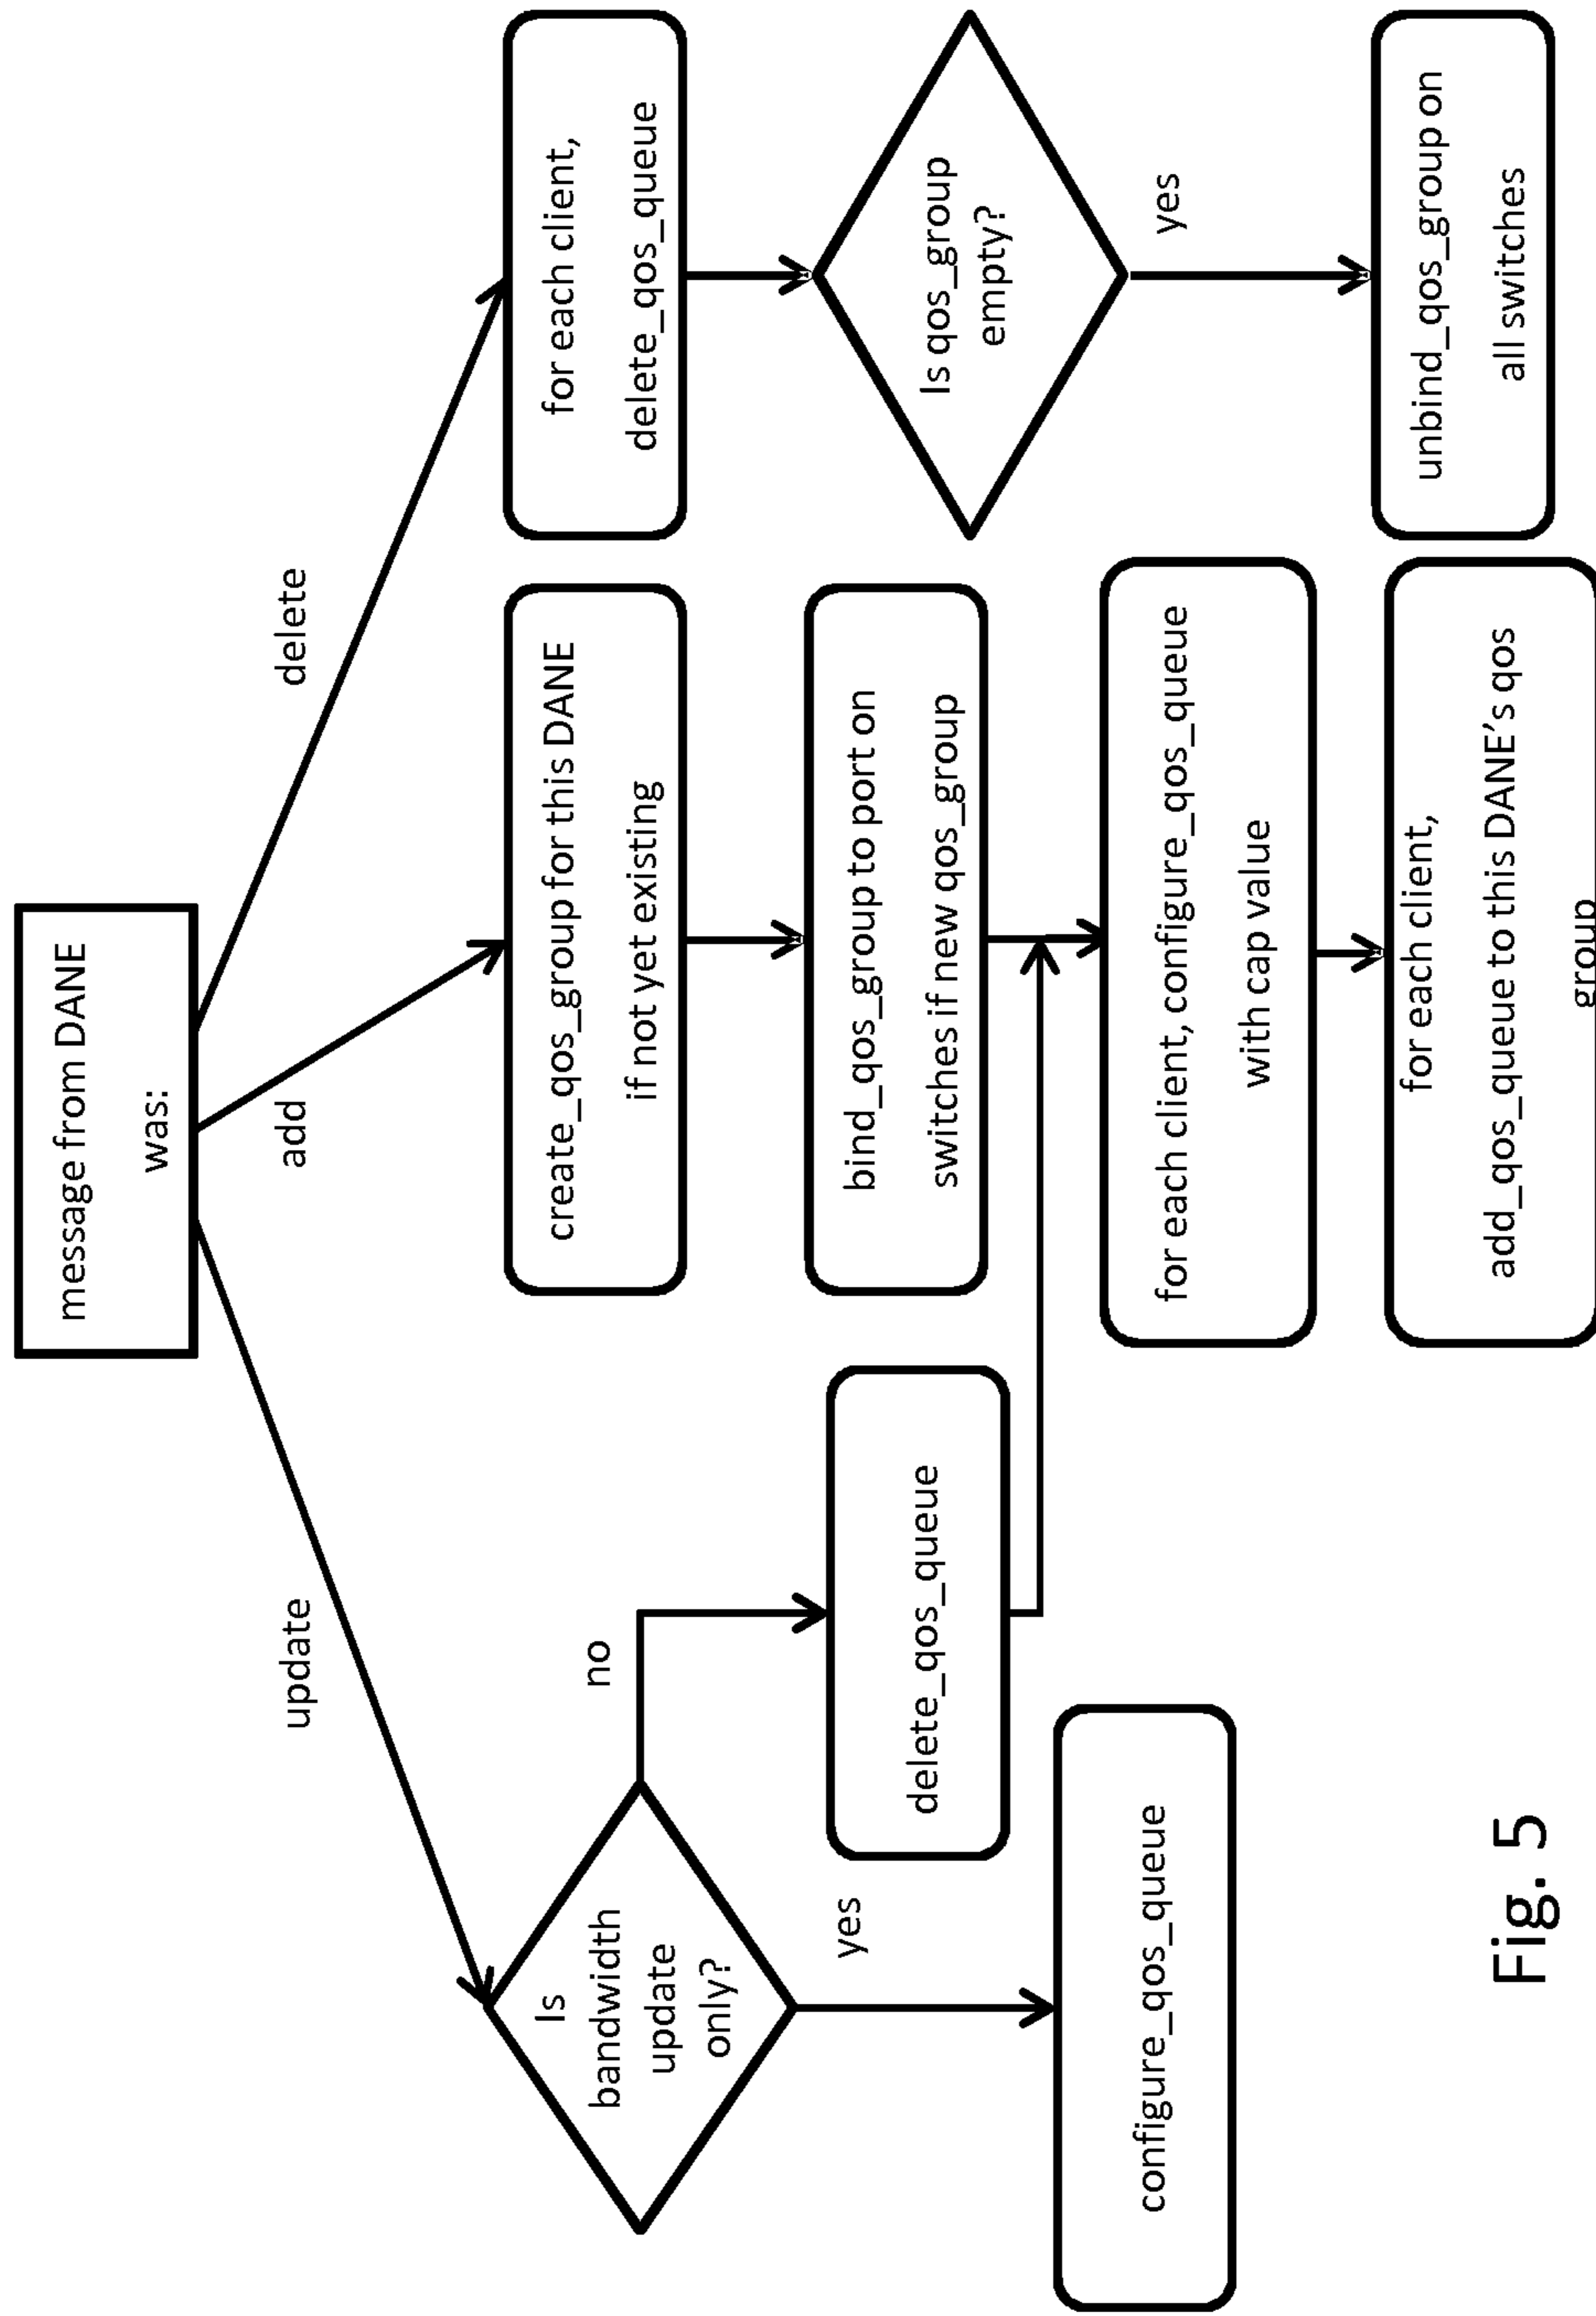 message from DANE
was:
update
add
delete
Is
bandwidth
update
only?
no
yes
delete_qos_queue
configure_qos_queue
create_qos_group for this DANE
if not yet existing
bind_qos_group to port on
switches if new qos_group
for each client, configure_qos_queue
with cap value
for each client,
add_qos_queue to this DANE’s qos
group
for each client,
delete_qos_queue
Is qos_group
empty?
yes
unbind_qos_group on
all switches
Fig. 5